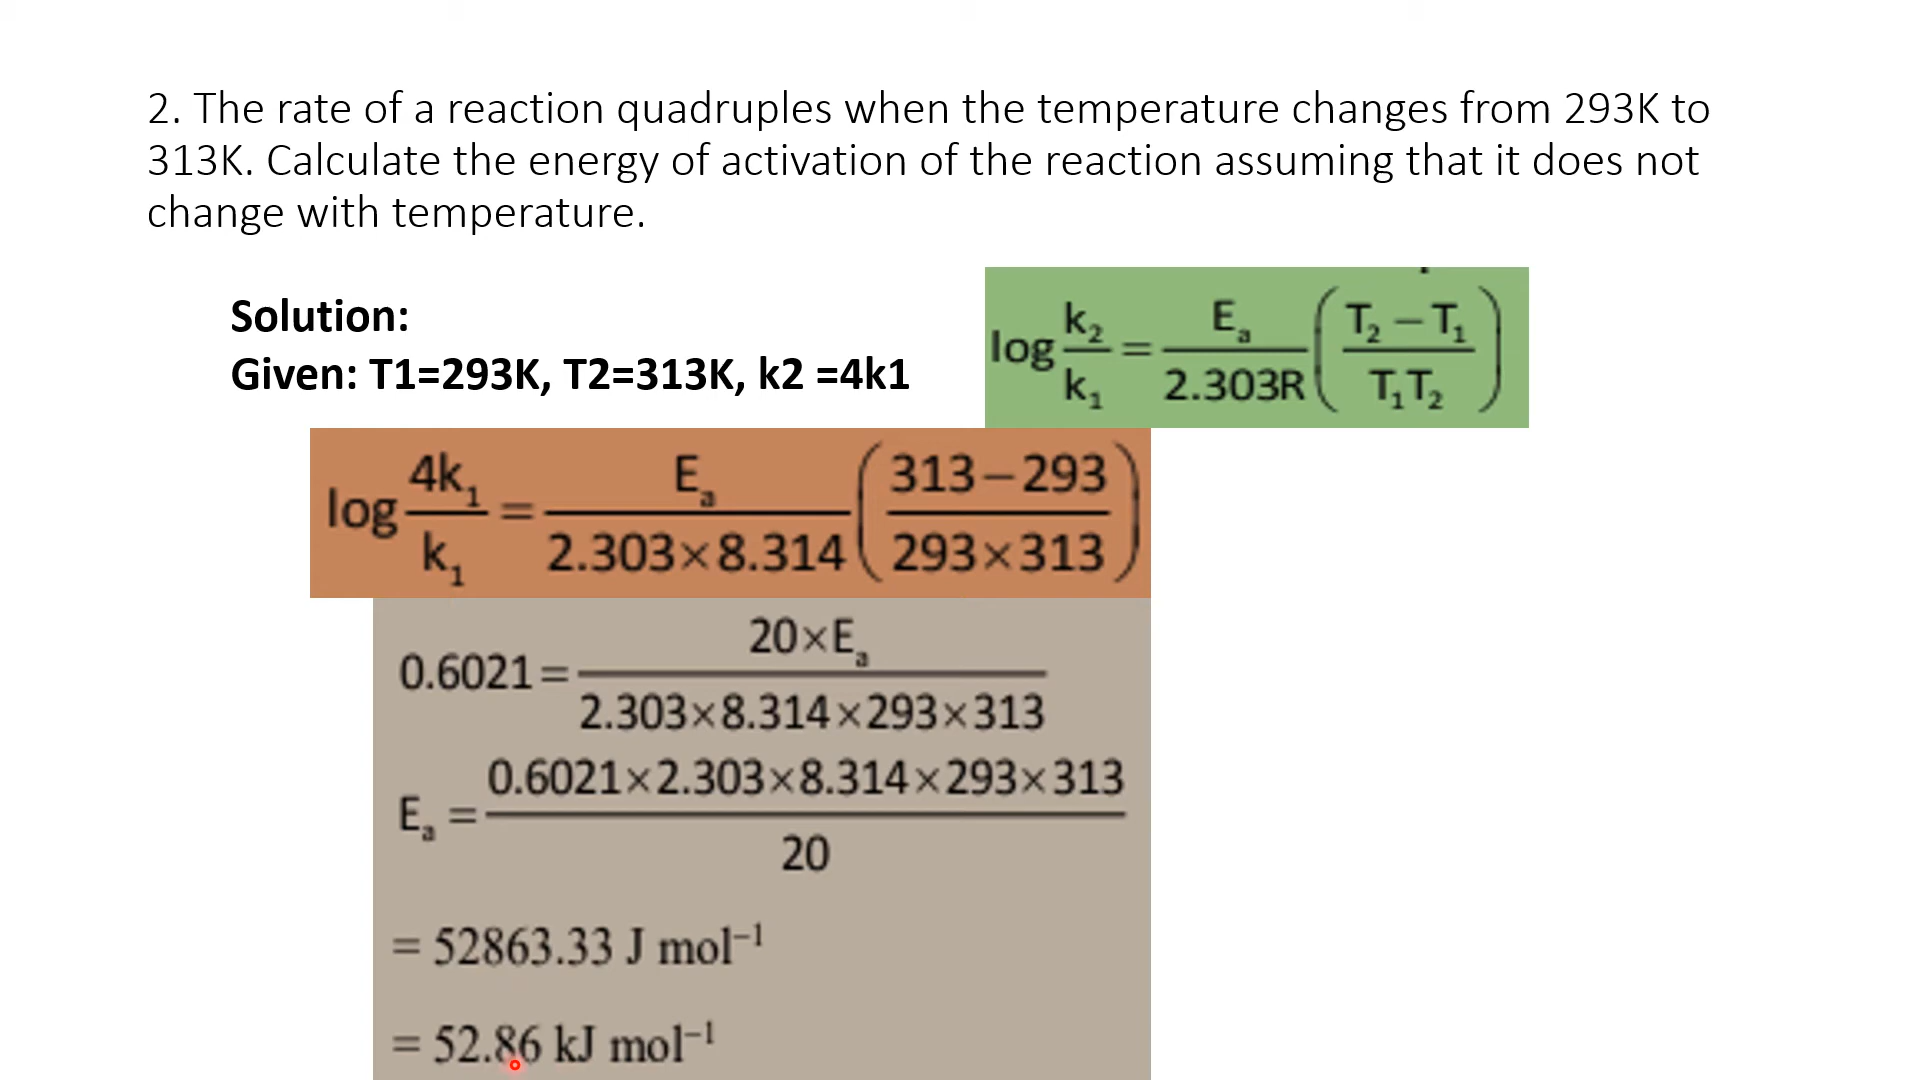 2. The rate of a reaction quadruples when the temperature changes from 293K to
313K. Calculate the energy of activation of the reaction assuming that it does not
change with temperature.
Solution:
Given: T1=293K, T2=313K, k2 =4k1
log k₂/k₁ = Eₐ/2.303R (T₂ − T₁ / T₁T₂)
log 4k₁/k₁ = Eₐ/2.303×8.314 (313−293 / 293×313)
0.6021 = 20×Eₐ / 2.303×8.314×293×313
Eₐ = 0.6021×2.303×8.314×293×313 / 20
= 52863.33 J mol⁻¹
= 52.86 kJ mol⁻¹